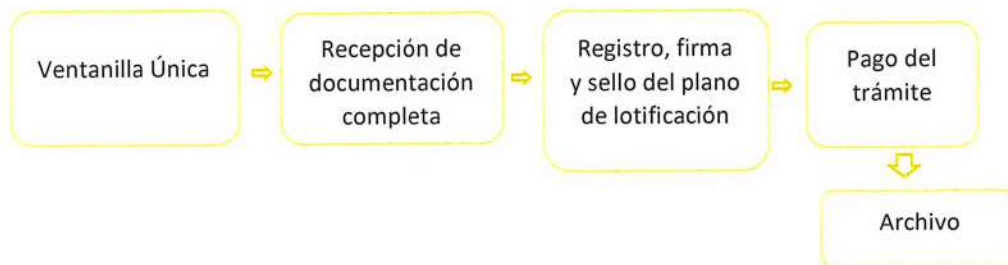 Ventanilla Única
Recepción de
documentación
completa
Registro, firma
y sello del plano
de lotificación
Pago del
trámite
Archivo